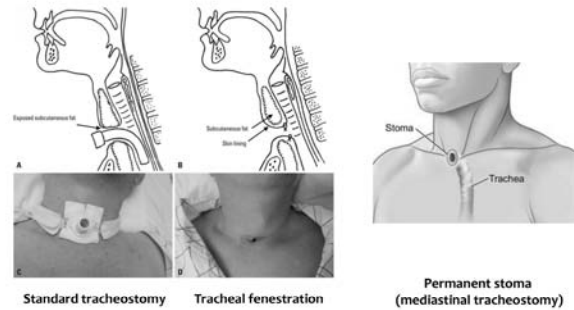 Exposed subcutaneous fat
Subcutaneous fat
Skin lining
A
B
C
D
Standard tracheostomy
Tracheal fenestration
Stoma
Trachea
Permanent stoma
(mediastinal tracheostomy)